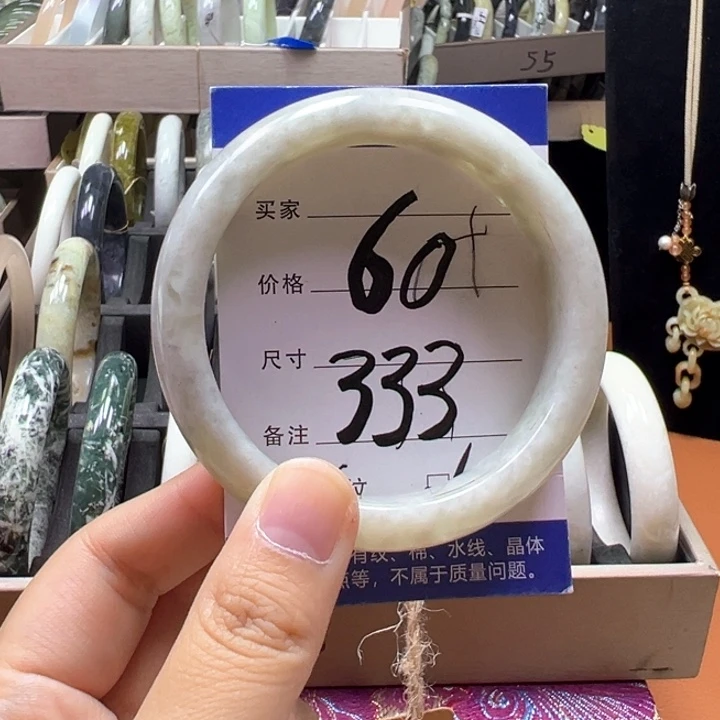 55
买家
60+
价格
尺寸
333
备注
纹
有纹、棉、水线、晶体
点等，不属于质量问题。